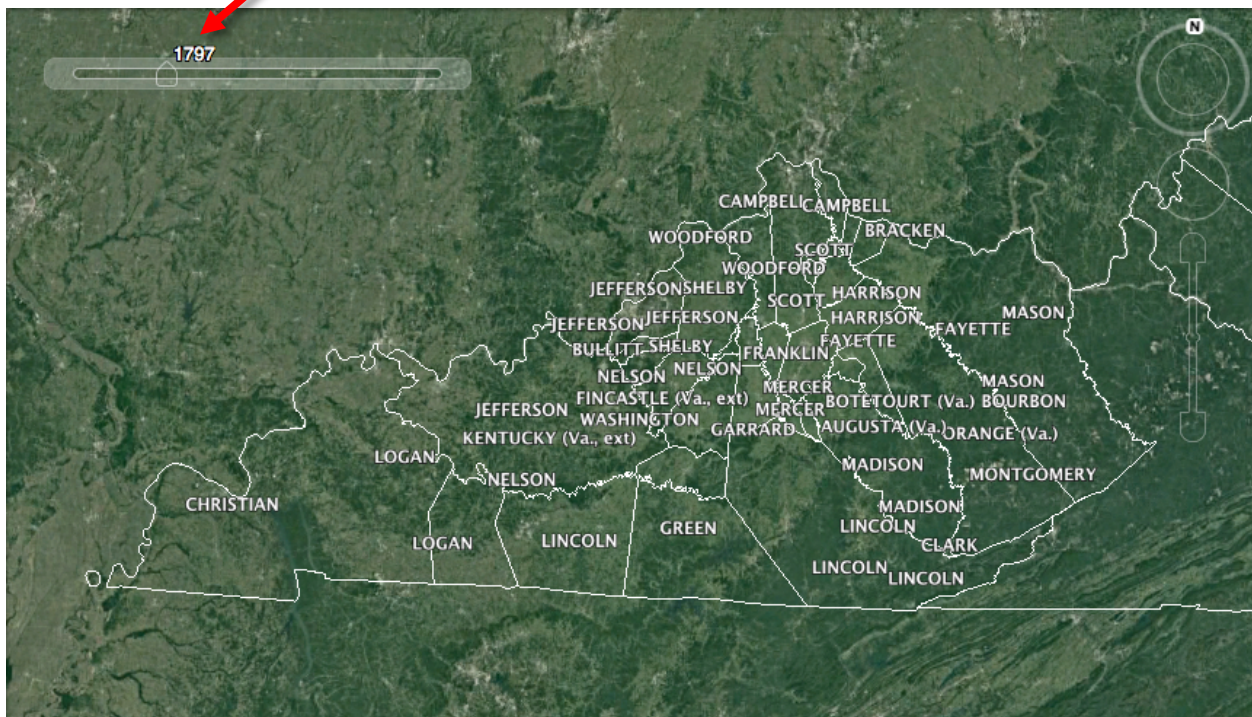 1797
N
CAMPBELL CAMPBELL
BRACKEN
WOODFORD
SCOTT
WOODFORD
JEFFERSON SHELBY
SCOTT HARRISON
MASON
JEFFERSON JEFFERSON HARRISON
FAYETTE
FAYETTE
BULLITT SHELBY
FRANKLIN
NELSON
NELSON
MASON
MERCER
FINCASTLE (Va., ext)
BOTETOURT (Va.) BOURBON
JEFFERSON
MERCER
WASHINGTON
GARRARD
AUGUSTA (Va.)
ORANGE (Va.)
KENTUCKY (Va., ext)
LOGAN
MADISON
MONTGOMERY
NELSON
CHRISTIAN
MADISON
LINCOLN
GREEN
LOGAN
LINCOLN
CLARK
LINCOLN
LINCOLN